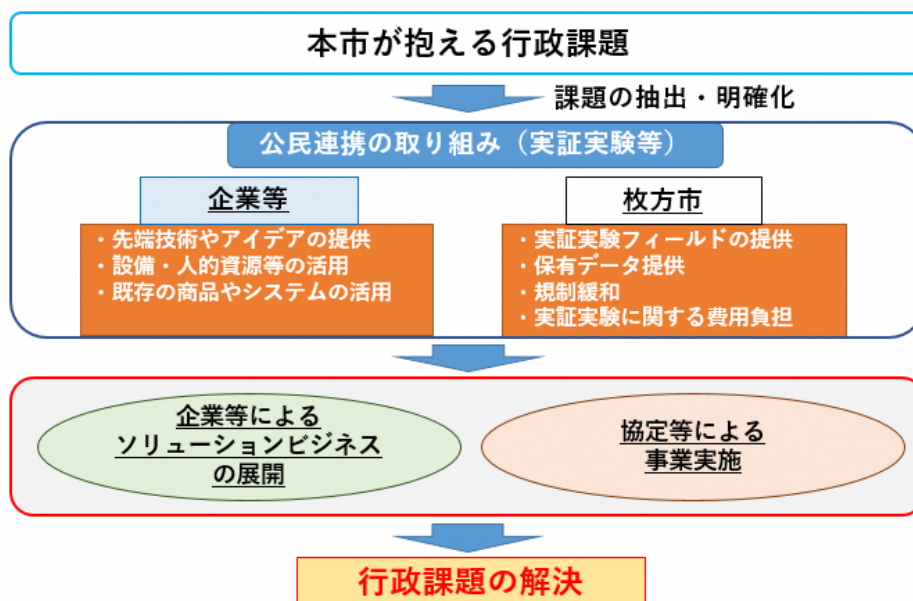 本市が抱える行政課題
課題の抽出・明確化
公民連携の取り組み（実証実験等）
企業等
・先端技術やアイデアの提供
・設備・人的資源等の活用
・既存の商品やシステムの活用
枚方市
・実証実験フィールドの提供
・保有データ提供
・規制緩和
・実証実験に関する費用負担
企業等による
ソリューションビジネス
の展開
協定等による
事業実施
行政課題の解決